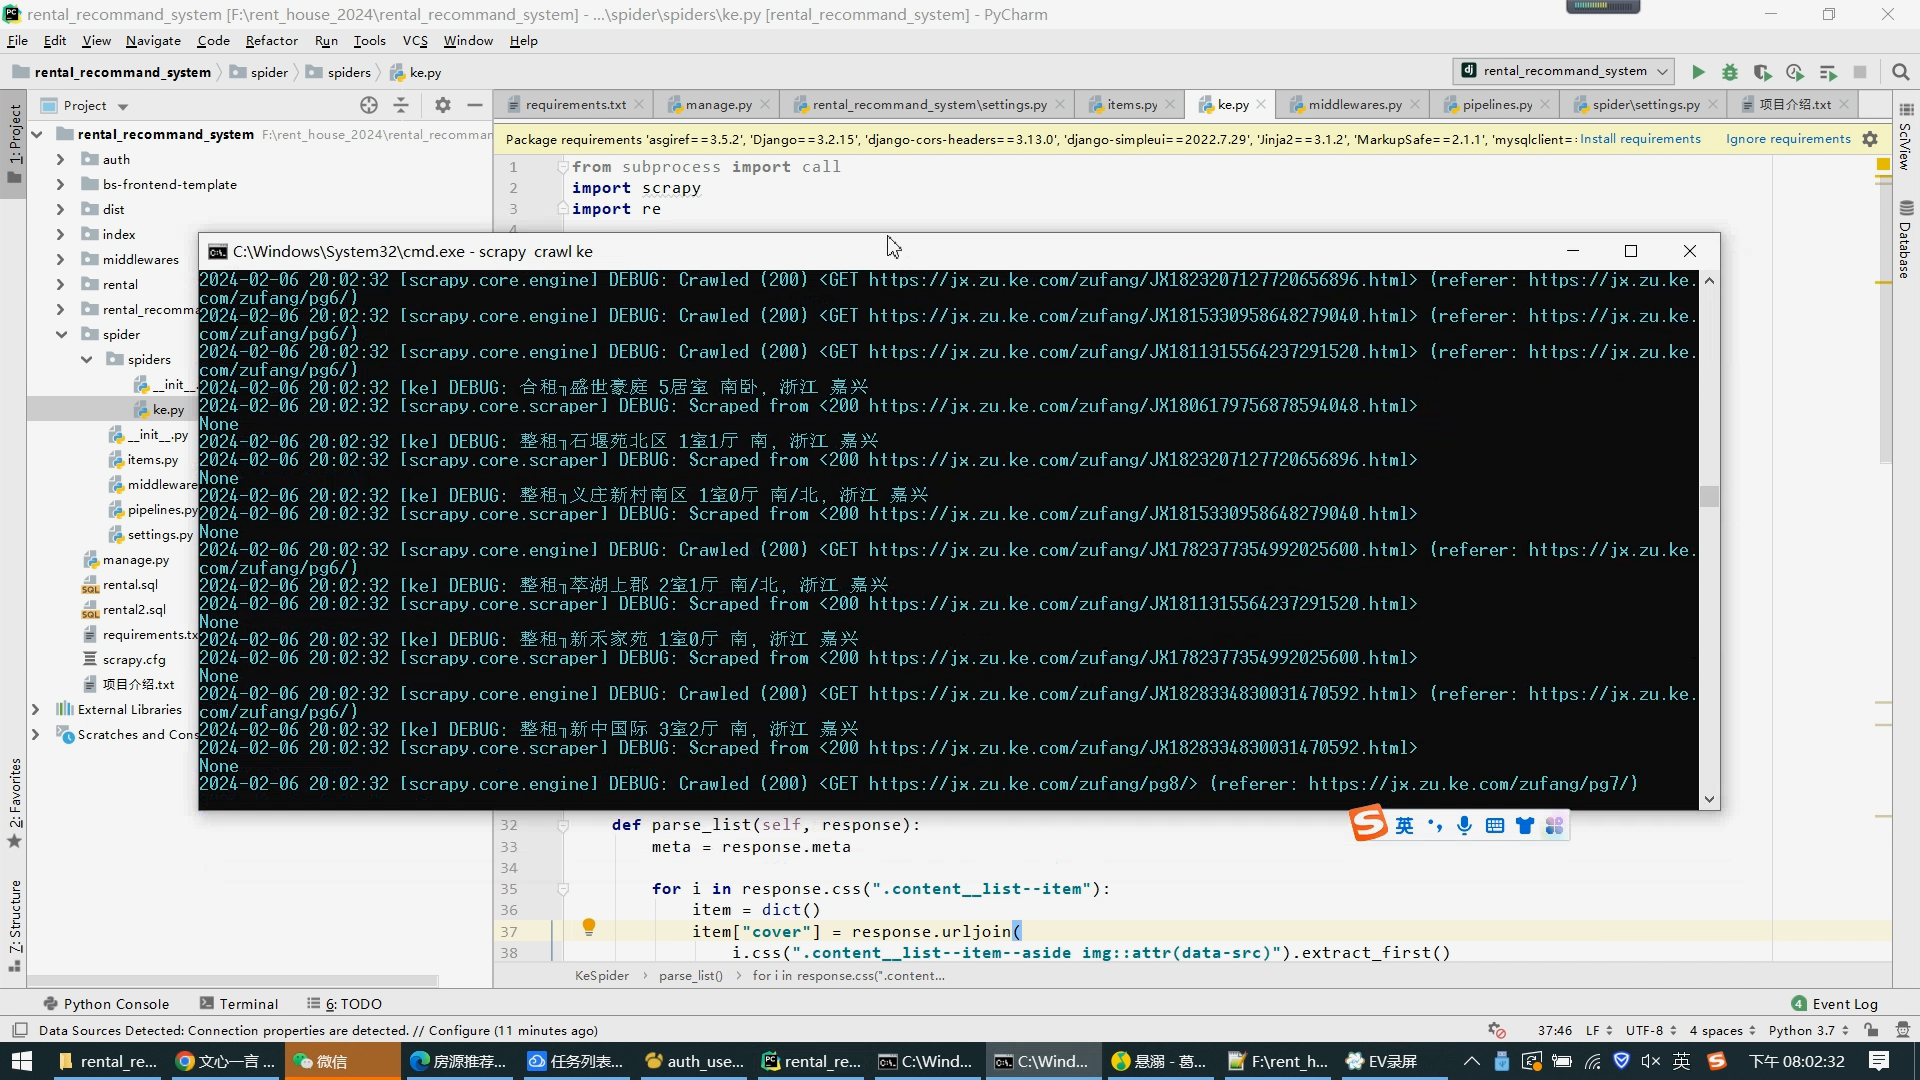 rental_recommand_system [F:\rent_house_2024\rental_recommand_system] - ...\spider\spiders\ke.py [rental_recommand_system] - PyCharm
File Edit View Navigate Code Refactor Run Tools VCS Window Help
rental_recommand_system spider spiders ke.py rental_recommand_system
1: Project
Project
requirements.txt manage.py rental_recommand_system\settings.py items.py ke.py middlewares.py pipelines.py spider\settings.py 项目介绍.txt
rental_recommand_system F:\rent_house_2024\rental_recommar
Package requirements 'asgiref==3.5.2', 'Django==3.2.15', 'django-cors-headers==3.13.0', 'django-simpleui==2022.7.29', 'Jinja2==3.1.2', 'MarkupSafe==2.1.1', 'mysqlclient=: Install requirements Ignore requirements
auth
bs-frontend-template
dist
index
middlewares
rental
rental_recomma
spider
spiders
__init__.
ke.py
__init__.py
items.py
middleware
pipelines.py
settings.py
manage.py
rental.sql
rental2.sql
requirements.tx
scrapy.cfg
项目介绍.txt
External Libraries
Scratches and Cons
1 from subprocess import call
2 import scrapy
3 import re
4
C:\Windows\System32\cmd.exe - scrapy  crawl ke
2024-02-06 20:02:32 [scrapy.core.engine] DEBUG: Crawled (200) <GET https://jx.zu.ke.com/zufang/JX1823207127720656896.html> (referer: https://jx.zu.ke.
com/zufang/pg6/)
2024-02-06 20:02:32 [scrapy.core.engine] DEBUG: Crawled (200) <GET https://jx.zu.ke.com/zufang/JX1815330958648279040.html> (referer: https://jx.zu.ke.
com/zufang/pg6/)
2024-02-06 20:02:32 [scrapy.core.engine] DEBUG: Crawled (200) <GET https://jx.zu.ke.com/zufang/JX1811315564237291520.html> (referer: https://jx.zu.ke.
com/zufang/pg6/)
2024-02-06 20:02:32 [ke] DEBUG: 合租╖盛世豪庭 5居室 南卧, 浙江 嘉兴
2024-02-06 20:02:32 [scrapy.core.scraper] DEBUG: Scraped from <200 https://jx.zu.ke.com/zufang/JX1806179756878594048.html>
None
2024-02-06 20:02:32 [ke] DEBUG: 整租╖石堰苑北区 1室1厅 南, 浙江 嘉兴
2024-02-06 20:02:32 [scrapy.core.scraper] DEBUG: Scraped from <200 https://jx.zu.ke.com/zufang/JX1823207127720656896.html>
None
2024-02-06 20:02:32 [ke] DEBUG: 整租╖义庄新村南区 1室0厅 南/北, 浙江 嘉兴
2024-02-06 20:02:32 [scrapy.core.scraper] DEBUG: Scraped from <200 https://jx.zu.ke.com/zufang/JX1815330958648279040.html>
None
2024-02-06 20:02:32 [scrapy.core.engine] DEBUG: Crawled (200) <GET https://jx.zu.ke.com/zufang/JX1782377354992025600.html> (referer: https://jx.zu.ke.
com/zufang/pg6/)
2024-02-06 20:02:32 [ke] DEBUG: 整租╖萃湖上郡 2室1厅 南/北, 浙江 嘉兴
2024-02-06 20:02:32 [scrapy.core.scraper] DEBUG: Scraped from <200 https://jx.zu.ke.com/zufang/JX1811315564237291520.html>
None
2024-02-06 20:02:32 [ke] DEBUG: 整租╖新禾家苑 1室0厅 南, 浙江 嘉兴
2024-02-06 20:02:32 [scrapy.core.scraper] DEBUG: Scraped from <200 https://jx.zu.ke.com/zufang/JX1782377354992025600.html>
None
2024-02-06 20:02:32 [scrapy.core.engine] DEBUG: Crawled (200) <GET https://jx.zu.ke.com/zufang/JX1828334830031470592.html> (referer: https://jx.zu.ke.
com/zufang/pg6/)
2024-02-06 20:02:32 [ke] DEBUG: 整租╖新中国际 3室2厅 南, 浙江 嘉兴
2024-02-06 20:02:32 [scrapy.core.scraper] DEBUG: Scraped from <200 https://jx.zu.ke.com/zufang/JX1828334830031470592.html>
None
2024-02-06 20:02:32 [scrapy.core.engine] DEBUG: Crawled (200) <GET https://jx.zu.ke.com/zufang/pg8/> (referer: https://jx.zu.ke.com/zufang/pg7/)
英
32 def parse_list(self, response):
33 meta = response.meta
34
35 for i in response.css(".content__list--item"):
36 item = dict()
37 item["cover"] = response.urljoin(
38 i.css(".content__list--item--aside img::attr(data-src)").extract_first()
KeSpider parse_list() for i in response.css(".content...
SciView
Database
2: Favorites
7: Structure
Python Console Terminal 6: TODO 4 Event Log
Data Sources Detected: Connection properties are detected. // Configure (11 minutes ago) 37:46 LF UTF-8 4 spaces Python 3.7
rental_re... 文心一言 ... 微信 房源推荐... 任务列表... auth_use... rental_re... C:\Wind... C:\Wind... 悬溺 - 葛... F:\rent_h... EV录屏 英 下午 08:02:32